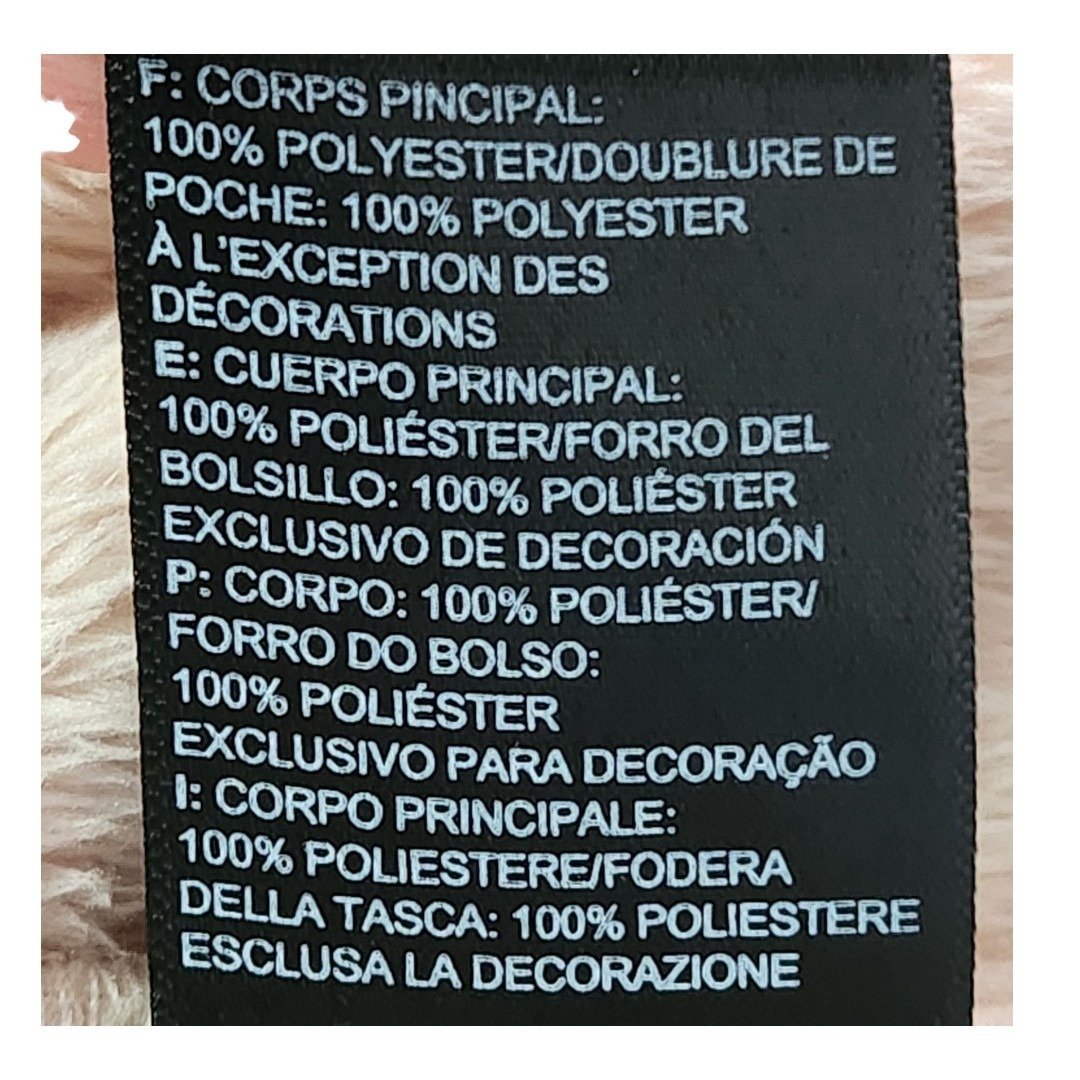 F: CORPS PINCIPAL:
100% POLYESTER/DOUBLURE DE
POCHE: 100% POLYESTER
À L'EXCEPTION DES
DÉCORATIONS
E: CUERPO PRINCIPAL:
100% POLIÉSTER/FORRO DEL
BOLSILLO: 100% POLIÉSTER
EXCLUSIVO DE DECORACIÓN
P: CORPO: 100% POLIÉSTER/
FORRO DO BOLSO:
100% POLIÉSTER
EXCLUSIVO PARA DECORAÇÃO
I: CORPO PRINCIPALE:
100% POLIESTERE/FODERA
DELLA TASCA: 100% POLIESTERE
ESCLUSA LA DECORAZIONE